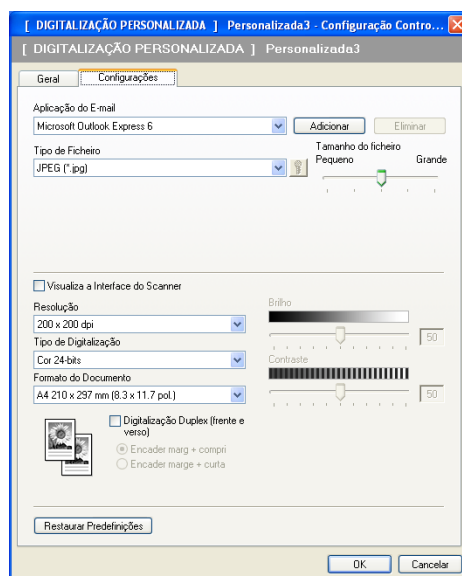 [ DIGITALIZAÇÃO PERSONALIZADA ] Personalizada3 - Configuração Contro...
[ DIGITALIZAÇÃO PERSONALIZADA ] Personalizada3
Geral Configurações
Aplicação do E-mail
Microsoft Outlook Express 6 Adicionar Eliminar
Tipo de Ficheiro Tamanho do ficheiro
JPEG (*.jpg) Pequeno Grande
Visualiza a Interface do Scanner
Resolução Brilho
200 x 200 dpi 50
Tipo de Digitalização
Cor 24-bits Contraste
Formato do Documento
A4 210 x 297 mm (8.3 x 11.7 pol.) 50
Digitalização Duplex (frente e
verso)
Encader marg + compri
Encader marge + curta
Restaurar Predefinições
OK Cancelar